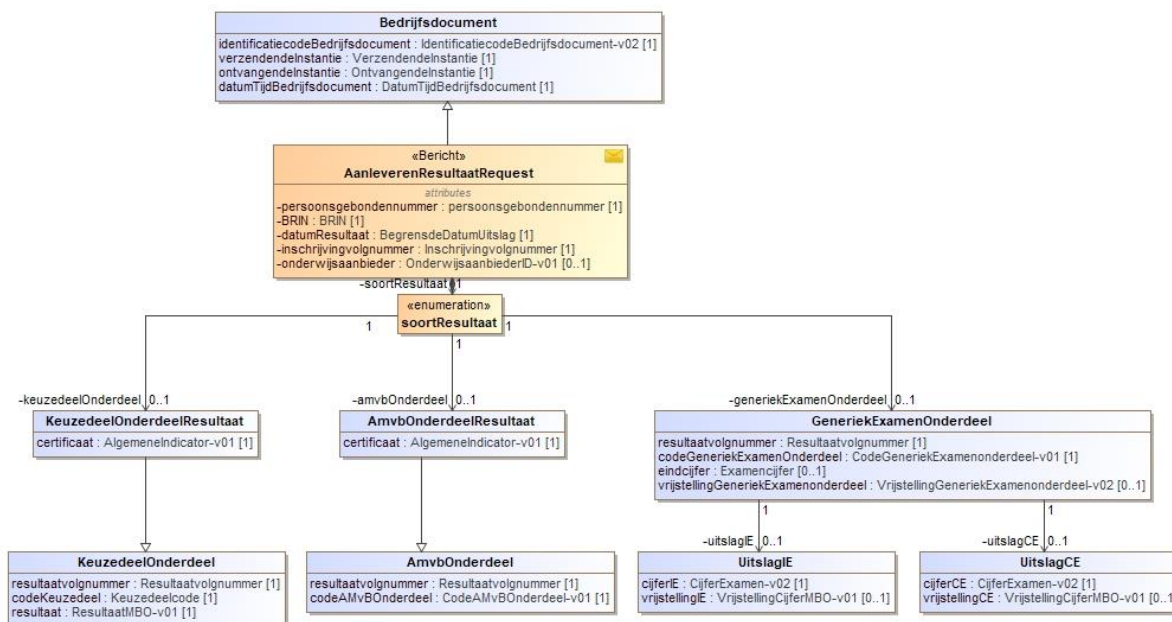 Bedrijfsdocument
identificatiecodeBedrijfsdocument : IdentificatiecodeBedrijfsdocument-v02 [1]
verzendendeInstantie : VerzendendeInstantie [1]
ontvangendeInstantie : OntvangendeInstantie [1]
datumTijdBedrijfsdocument : DatumTijdBedrijfsdocument [1]
«Bericht»
AanleverenResultaatRequest
attributes
-persoonsgebondennummer : persoonsgebondennummer [1]
-BRIN : BRIN [1]
-datumResultaat : BegrensdeDatumUitslag [1]
-inschrijvingvolgnummer : Inschrijvingvolgnummer [1]
-onderwijsaanbieder : OnderwijsaanbiederID-v01 [0..1]
-soortResultaat 1
«enumeration»
soortResultaat
1 1 1
-keuzedeelOnderdeel 0..1
-amvbOnderdeel 0..1
-generiekExamenOnderdeel 0..1
KeuzedeelOnderdeelResultaat
certificaat : AlgemeneIndicator-v01 [1]
AmvbOnderdeelResultaat
certificaat : AlgemeneIndicator-v01 [1]
GeneriekExamenOnderdeel
resultaatvolgnummer : Resultaatvolgnummer [1]
codeGeneriekExamenOnderdeel : CodeGeneriekExamenonderdeel-v01 [1]
eindcijfer : Examencijfer [0..1]
vrijstellingGeneriekExamenonderdeel : VrijstellingGeneriekExamenonderdeel-v02 [0..1]
1 1
-uitslagIE 0..1
-uitslagCE 0..1
KeuzedeelOnderdeel
resultaatvolgnummer : Resultaatvolgnummer [1]
codeKeuzedeel : Keuzedeelcode [1]
resultaat : ResultaatMBO-v01 [1]
AmvbOnderdeel
resultaatvolgnummer : Resultaatvolgnummer [1]
codeAMvBOnderdeel : CodeAMvBOnderdeel-v01 [1]
UitslagIE
cijferIE : CijferExamen-v02 [1]
vrijstellingIE : VrijstellingCijferMBO-v01 [0..1]
UitslagCE
cijferCE : CijferExamen-v02 [1]
vrijstellingCE : VrijstellingCijferMBO-v01 [0..1]